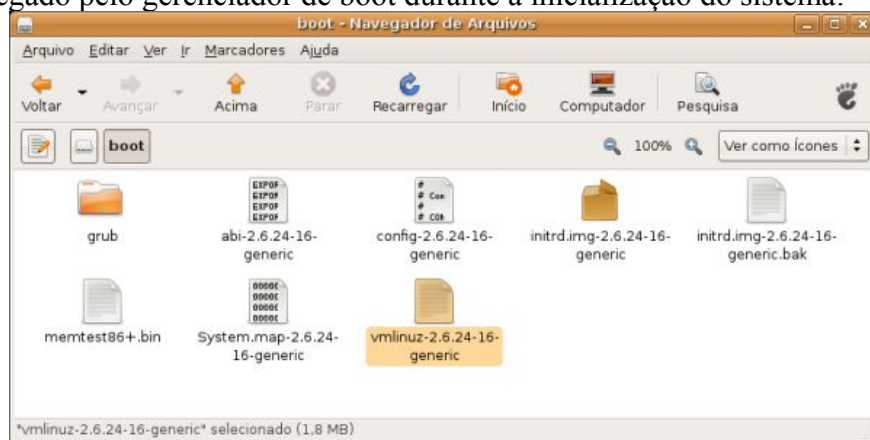 egado pelo gerenciador de boot durante a inicialização do sistema:
boot - Navegador de Arquivos
Arquivo Editar Ver Ir Marcadores Ajuda
Voltar Avançar Acima Parar Recarregar Início Computador Pesquisa
boot 100% Ver como Ícones
grub abi-2.6.24-16- config-2.6.24-16- initrd.img-2.6.24-16- initrd.img-2.6.24-16-
generic generic generic generic.bak
memtest86+.bin System.map-2.6.24- vmlinuz-2.6.24-16-
16-generic generic
"vmlinuz-2.6.24-16-generic" selecionado (1,8 MB)